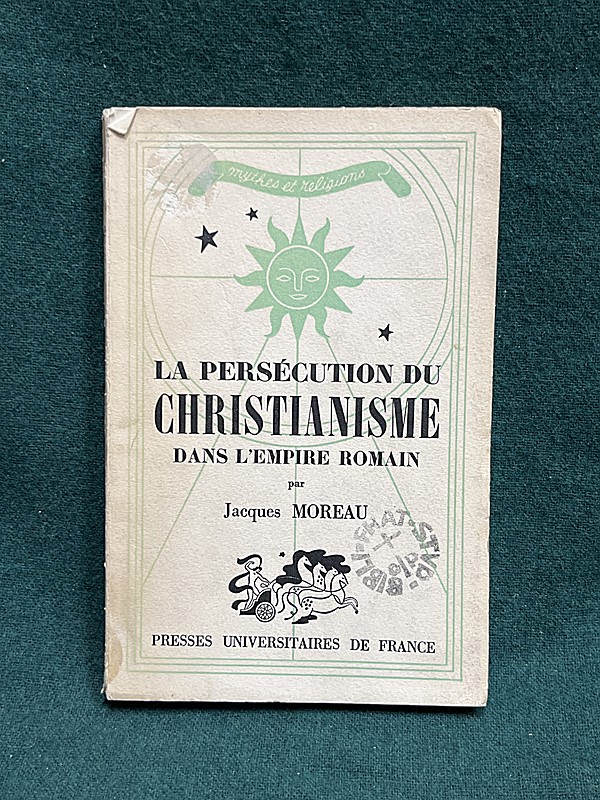 mythes et religions
LA PERSÉCUTION DU
CHRISTIANISME
DANS L'EMPIRE ROMAIN
par
Jacques MOREAU
PRESSES UNIVERSITAIRES DE FRANCE